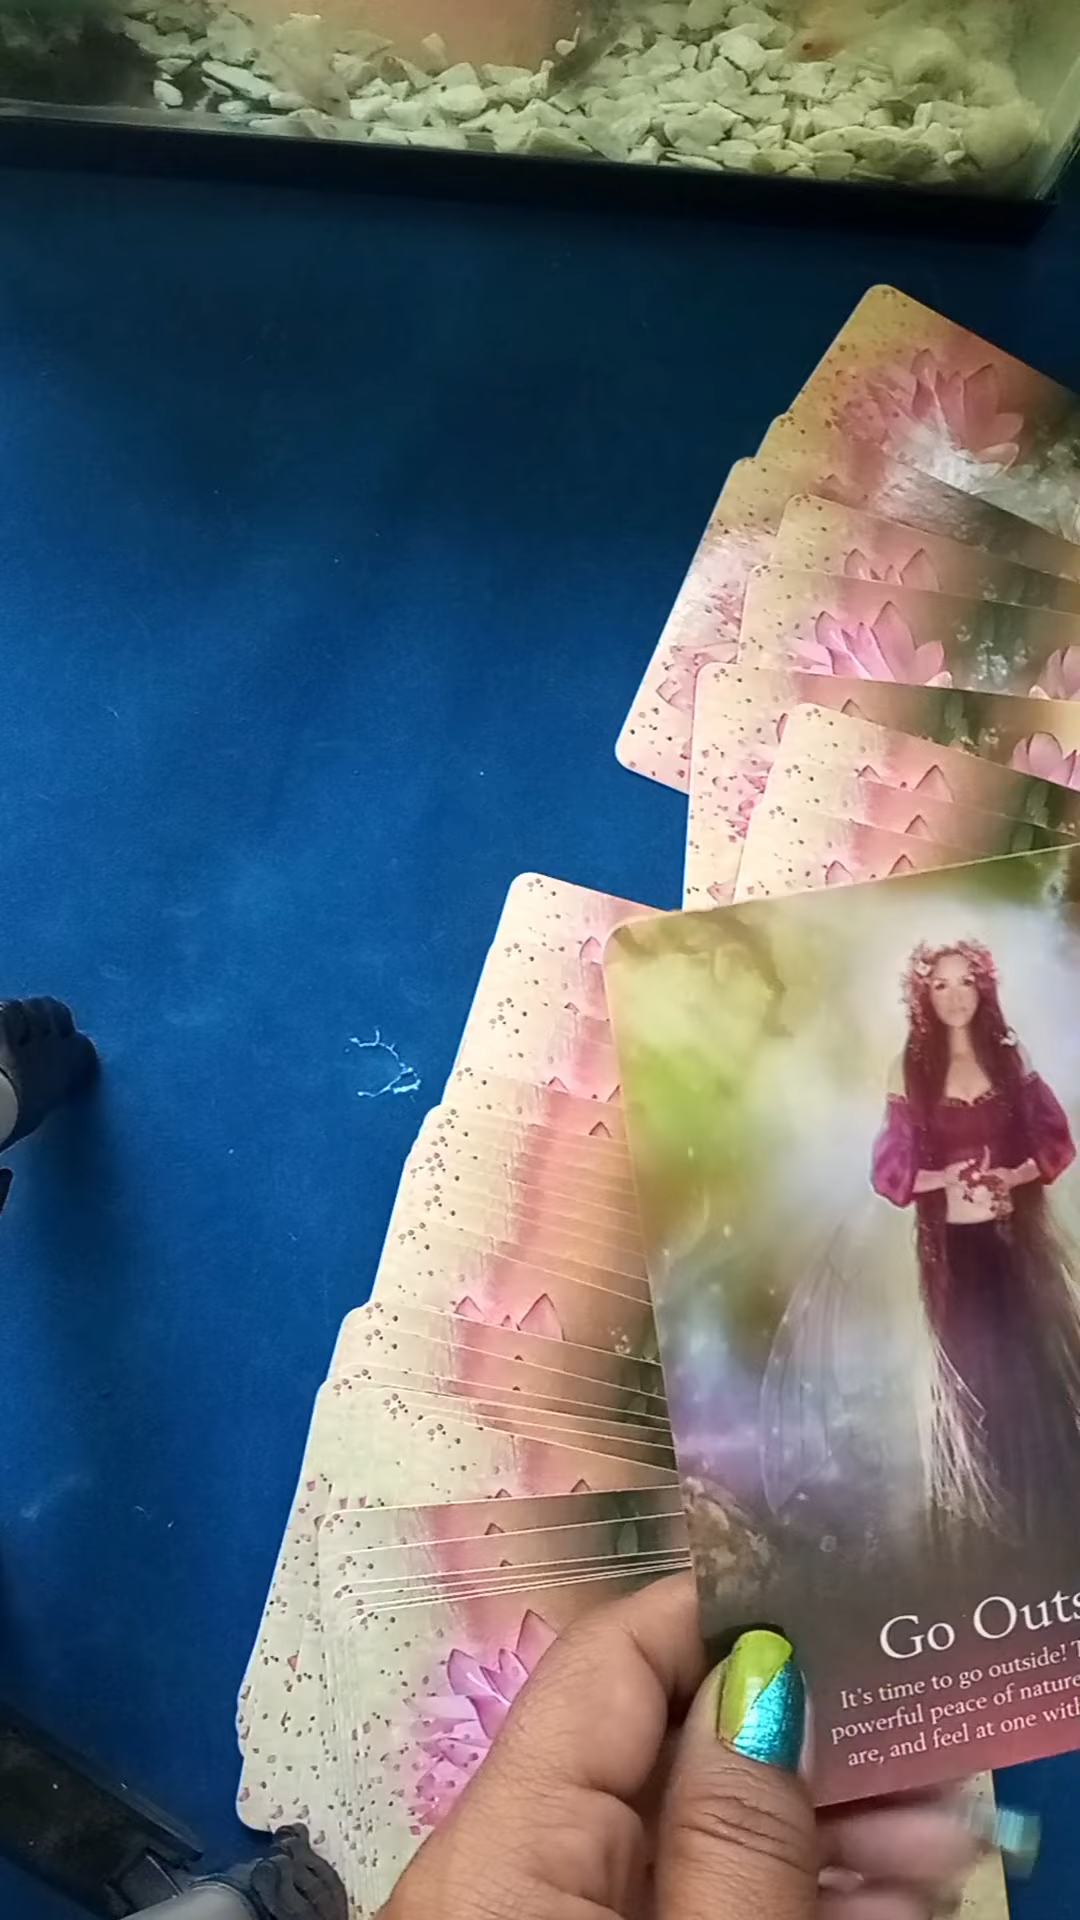 Go Outs
It's time to go outside! T
powerful peace of nature
are, and feel at one with